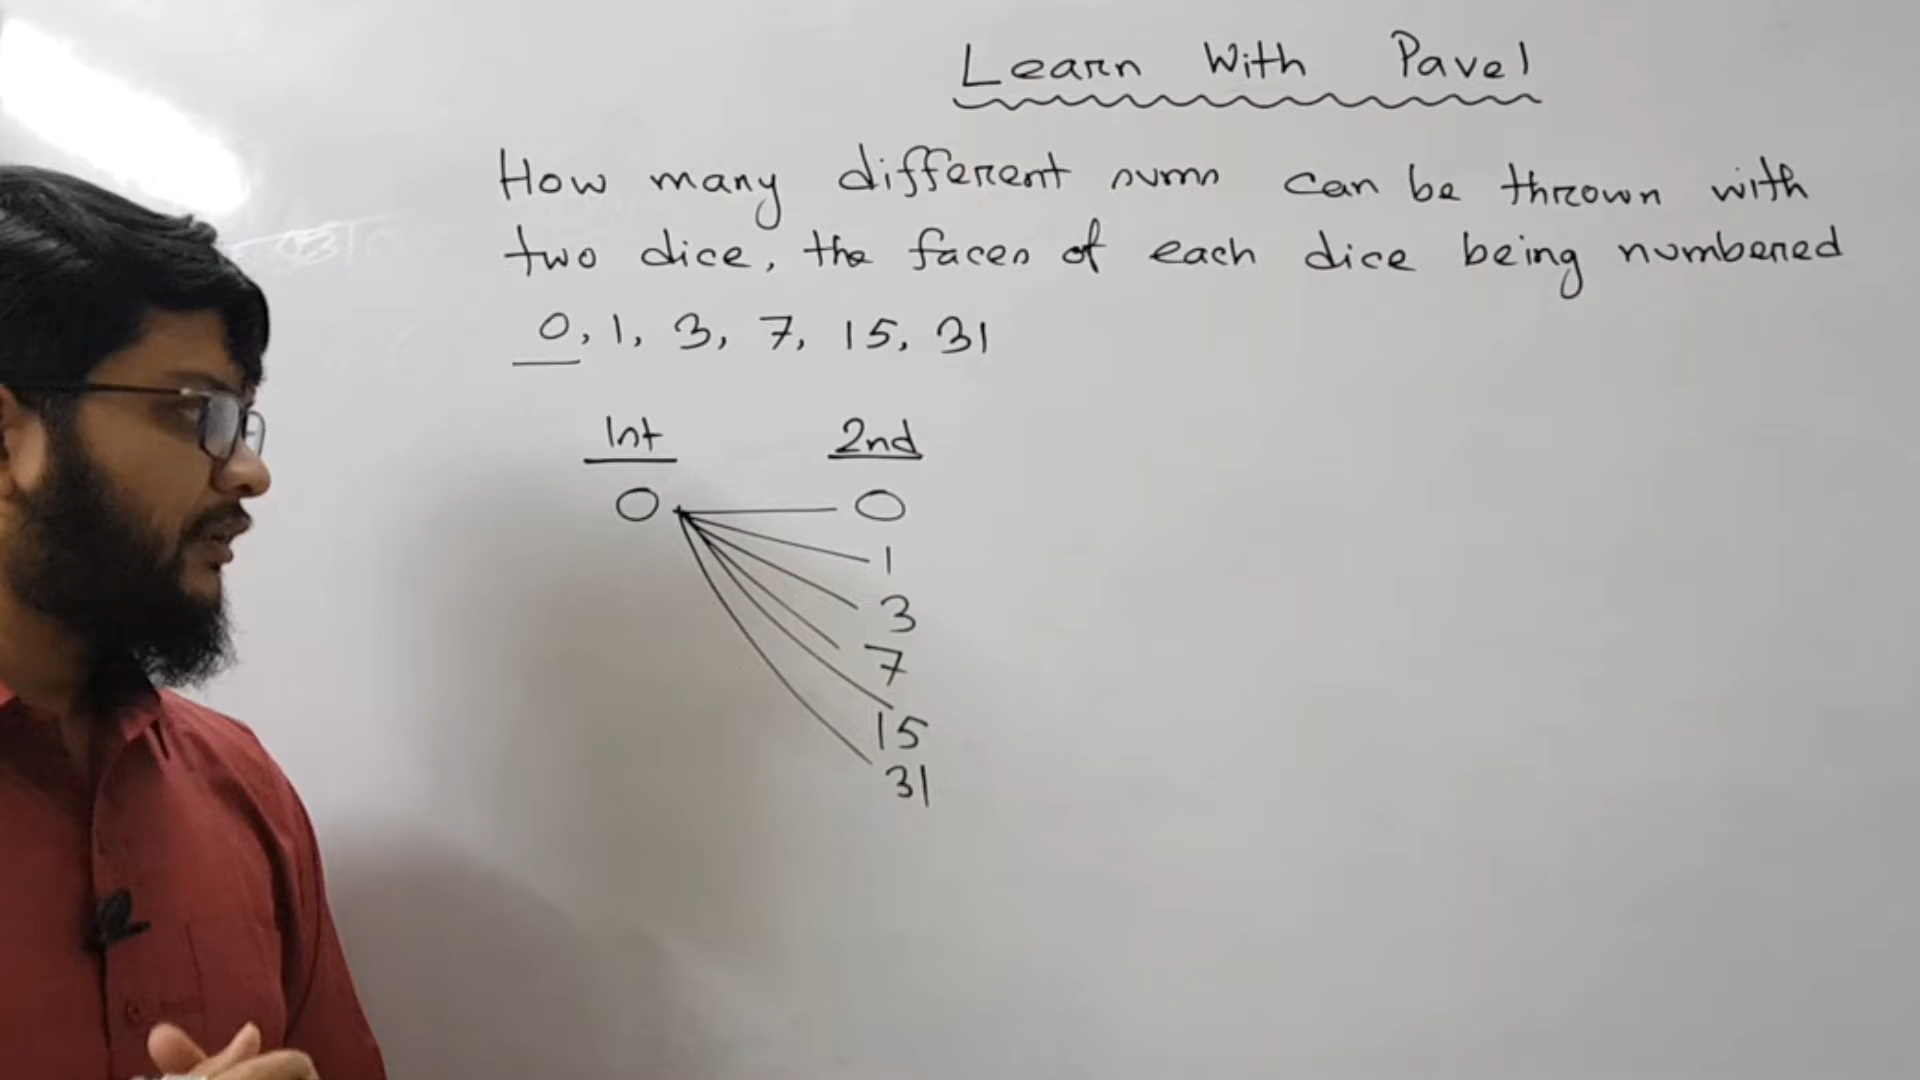 Learn With Pavel
How many different sums can be thrown with
two dice, the faces of each dice being numbered
0, 1, 3, 7, 15, 31
1st 2nd
0 0
1
3
7
15
31